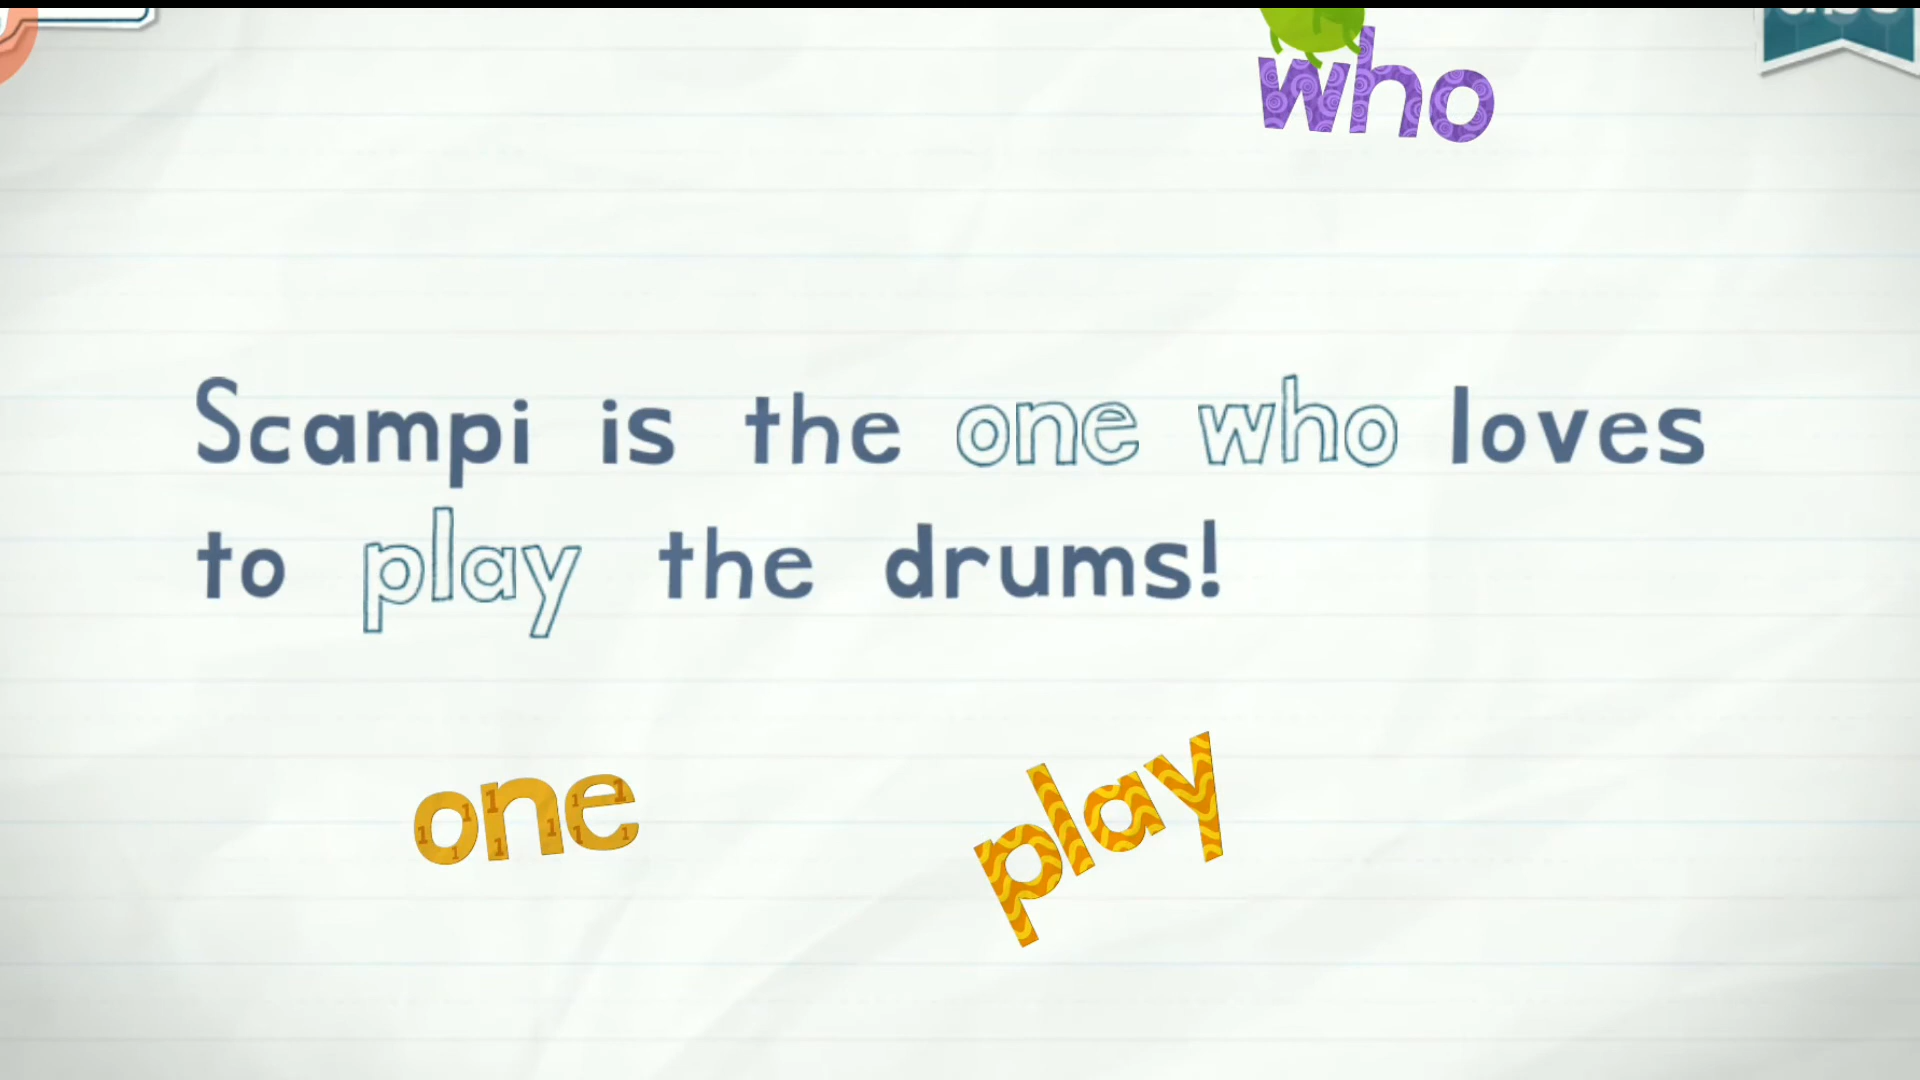 who
Scampi is the one who loves
to play the drums!
one
play